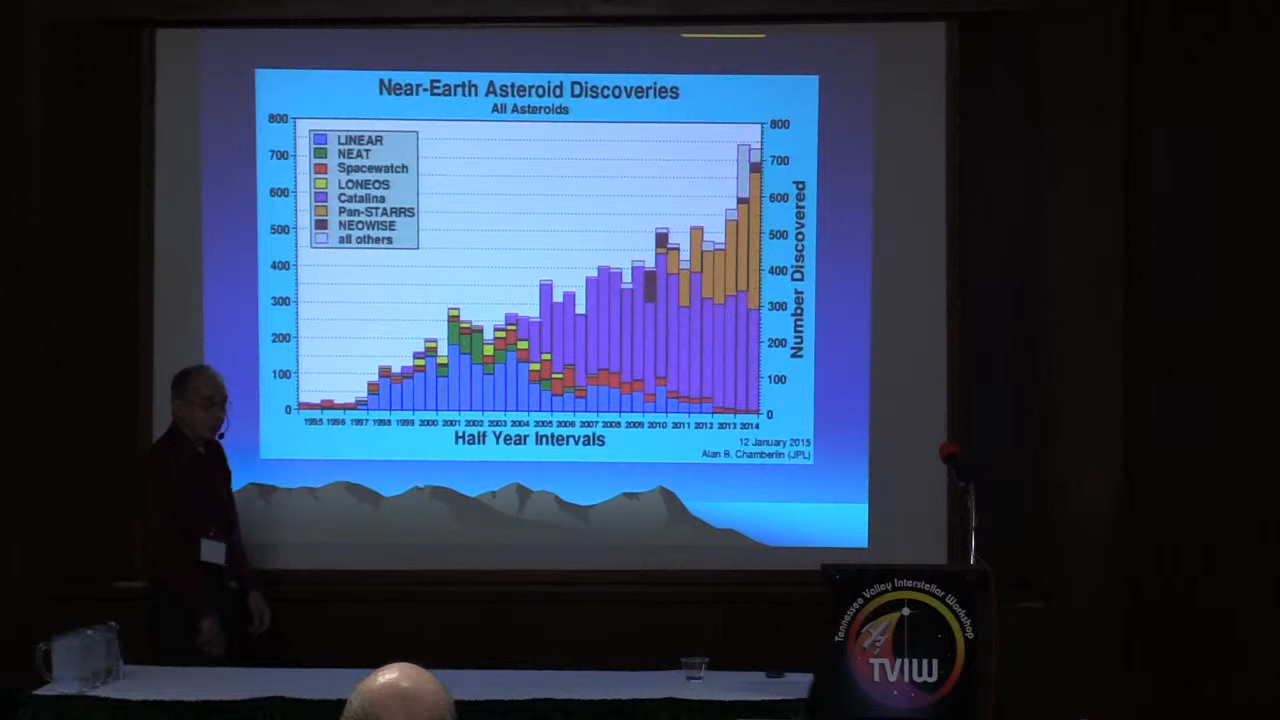 Near-Earth Asteroid Discoveries
All Asteroids
800
700
600
500
400
300
200
100
0
LINEAR
NEAT
Spacewatch
LONEOS
Catalina
Pan-STARRS
NEOWISE
all others
800
700
600
500
400
300
200
100
0
Number Discovered
1995 1996 1997 1998 1999 2000 2001 2002 2003 2004 2005 2006 2007 2008 2009 2010 2011 2012 2013 2014
Half Year Intervals
12 January 2015
Alan B. Chamberlin (JPL)
Tennessee Valley Interstellar Workshop
TVIW